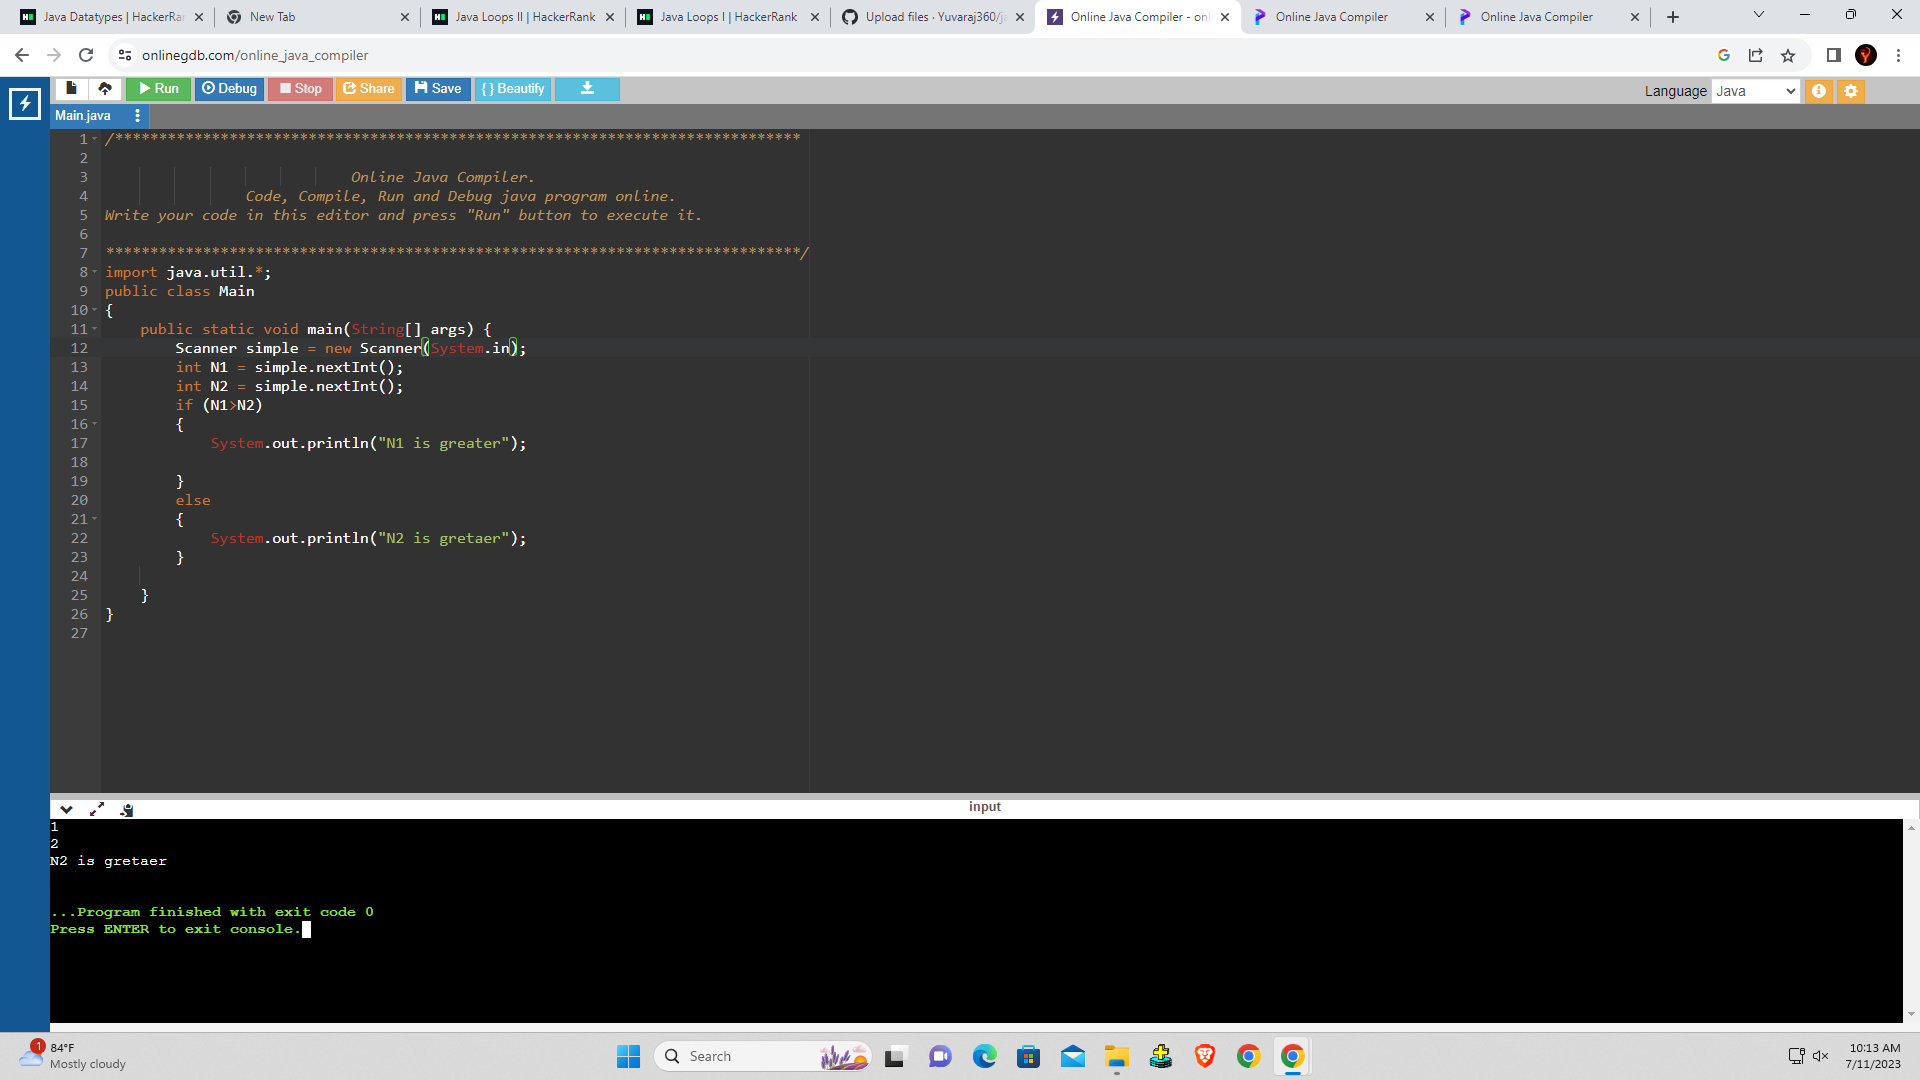 Java Datatypes | HackerRan
New Tab
Java Loops II | HackerRank
Java Loops I | HackerRank
Upload files · Yuvaraj360/ja
Online Java Compiler - onl
Online Java Compiler
Online Java Compiler
onlinegdb.com/online_java_compiler
Run
Debug
Stop
Share
Save
{ } Beautify
Language
Java
Main.java
1 /******************************************************************************
2
3 Online Java Compiler.
4 Code, Compile, Run and Debug java program online.
5 Write your code in this editor and press "Run" button to execute it.
6
7 *******************************************************************************/
8 import java.util.*;
9 public class Main
10 {
11 public static void main(String[] args) {
12 Scanner simple = new Scanner(System.in);
13 int N1 = simple.nextInt();
14 int N2 = simple.nextInt();
15 if (N1>N2)
16 {
17 System.out.println("N1 is greater");
18
19 }
20 else
21 {
22 System.out.println("N2 is gretaer");
23 }
24
25 }
26 }
27
input
1
2
N2 is gretaer
...Program finished with exit code 0
Press ENTER to exit console.
1
84°F
Mostly cloudy
Search
10:13 AM
7/11/2023